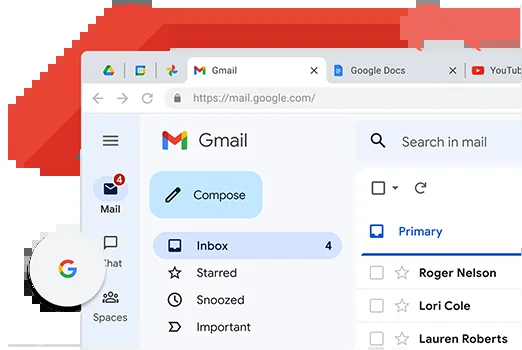 Gmail
Google Docs
YouTub
https://mail.google.com/
Gmail
Search in mail
4
Compose
Mail
Inbox 4
Primary
Chat
Starred
Roger Nelson
Snoozed
Lori Cole
Spaces
Important
Lauren Roberts